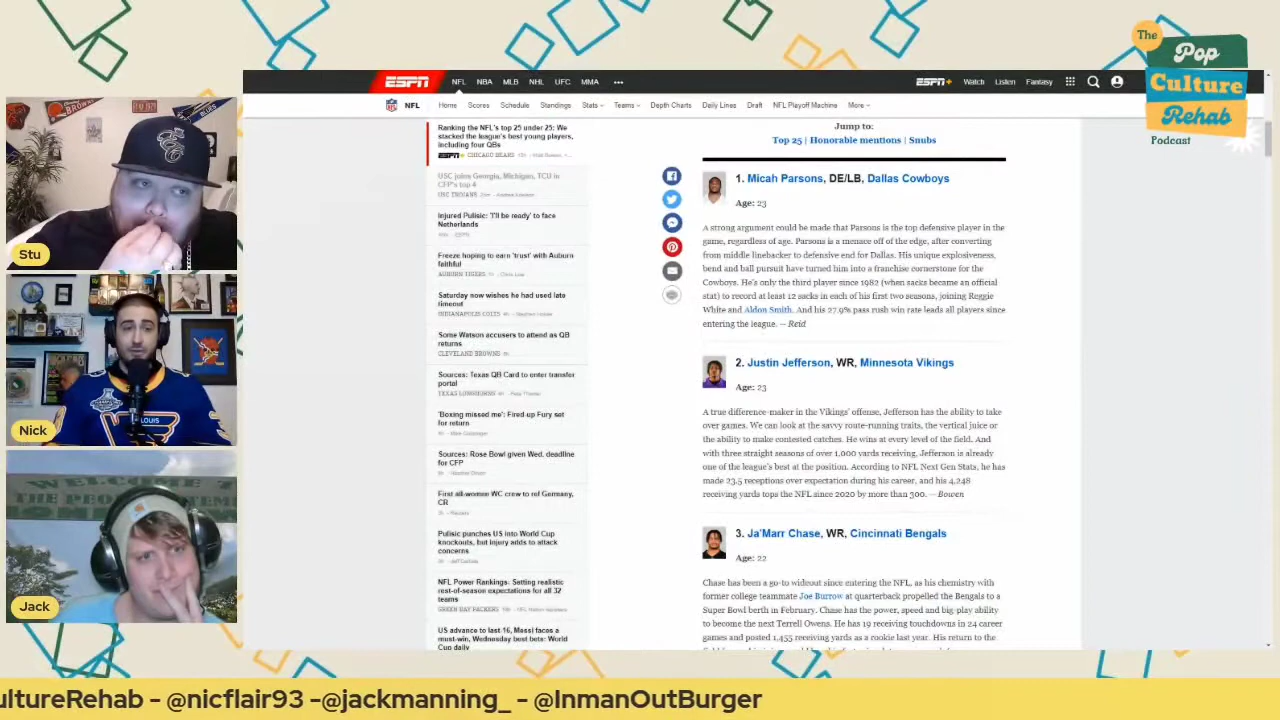 The
Pop
Culture
Rehab
Podcast
BROWNS
BLUES
Stu
Nick
LOUIS
Jack
ESPN
NFL NBA MLB NHL UFC MMA •••
ESPN+ Watch Listen Fantasy
NFL Home Scores Schedule Standings Stats Teams Depth Charts Daily Lines Draft NFL Playoff Machine More
Ranking the NFL's top 25 under 25: We
stacked the league's best young players,
including four QBs
CHICAGO BEARS
USC joins Georgia, Michigan, TCU in
CFP's top 4
USC TROJANS
Injured Pulisic: 'I'll be ready' to face
Netherlands
Freeze hoping to earn 'trust' with Auburn
faithful
AUBURN TIGERS
Saturday now wishes he had used late
timeout
INDIANAPOLIS COLTS
Some Watson accusers to attend as QB
returns
CLEVELAND BROWNS
Sources: Texas QB Card to enter transfer
portal
TEXAS LONGHORNS
'Boxing missed me': Fired-up Fury set
for return
Sources: Rose Bowl given Wed. deadline
for CFP
First all-women WC crew to ref Germany,
CR
Pulisic punches US into World Cup
knockouts, but injury adds to attack
concerns
NFL Power Rankings: Setting realistic
rest-of-season expectations for all 32
teams
GREEN BAY PACKERS
US advance to last-16, Messi faces a
must-win, Wednesday best bets: World
Cup daily
Jump to:
Top 25 | Honorable mentions | Snubs
1. Micah Parsons, DE/LB, Dallas Cowboys
Age: 23
A strong argument could be made that Parsons is the top defensive player in the
game, regardless of age. Parsons is a menace off of the edge, after converting
from middle linebacker to defensive end for Dallas. His unique explosiveness,
bend and ball pursuit have turned him into a franchise cornerstone for the
Cowboys. He's only the third player since 1982 (when sacks became an official
stat) to record at least 12 sacks in each of his first two seasons, joining Reggie
White and Aldon Smith. And his 27.9% pass rush win rate leads all players since
entering the league. — Reid
2. Justin Jefferson, WR, Minnesota Vikings
Age: 23
A true difference-maker in the Vikings' offense, Jefferson has the ability to take
over games. We can look at the savvy route-running traits, the vertical juice or
the ability to make contested catches. He wins at every level of the field. And
with three straight seasons of over 1,000 yards receiving, Jefferson is already
one of the league's best at the position. According to NFL Next Gen Stats, he has
made 23.5 receptions over expectation during his career, and his 4,248
receiving yards tops the NFL since 2020 by more than 300. — Bowen
3. Ja'Marr Chase, WR, Cincinnati Bengals
Age: 22
Chase has been a go-to wideout since entering the NFL, as his chemistry with
former college teammate Joe Burrow at quarterback propelled the Bengals to a
Super Bowl berth in February. Chase has the power, speed and big-play ability
to become the next Terrell Owens. He has 19 receiving touchdowns in 24 career
games and posted 1,455 receiving yards as a rookie last year. His return to the
ultureRehab - @nicflair93 -@jackmanning_ - @InmanOutBurger